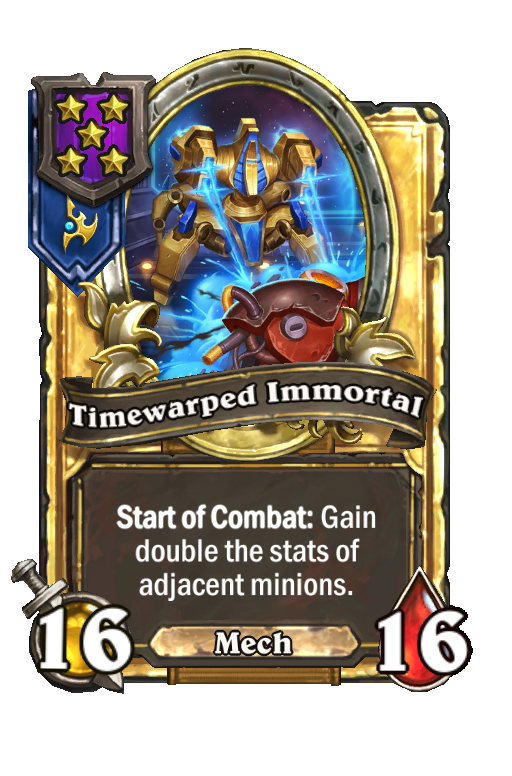 Timewarped Immortal
Start of Combat: Gain
double the stats of
adjacent minions.
16
Mech
16